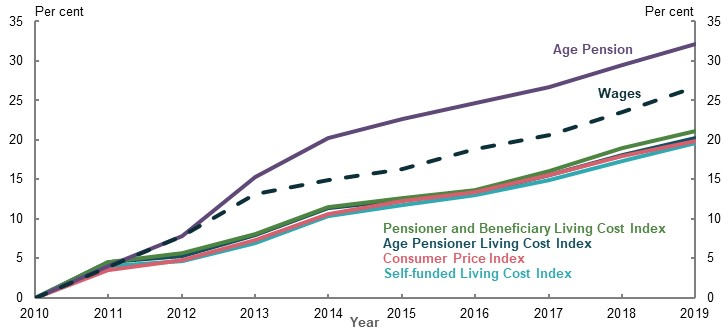 Per cent Per cent
35 35
Age Pension
30 30
Wages
25 25
20 20
15 15
10 10
Pensioner and Beneficiary Living Cost Index
Age Pensioner Living Cost Index
Consumer Price Index
Self-funded Living Cost Index
5 5
0 0
2010 2011 2012 2013 2014 2015 2016 2017 2018 2019
Year